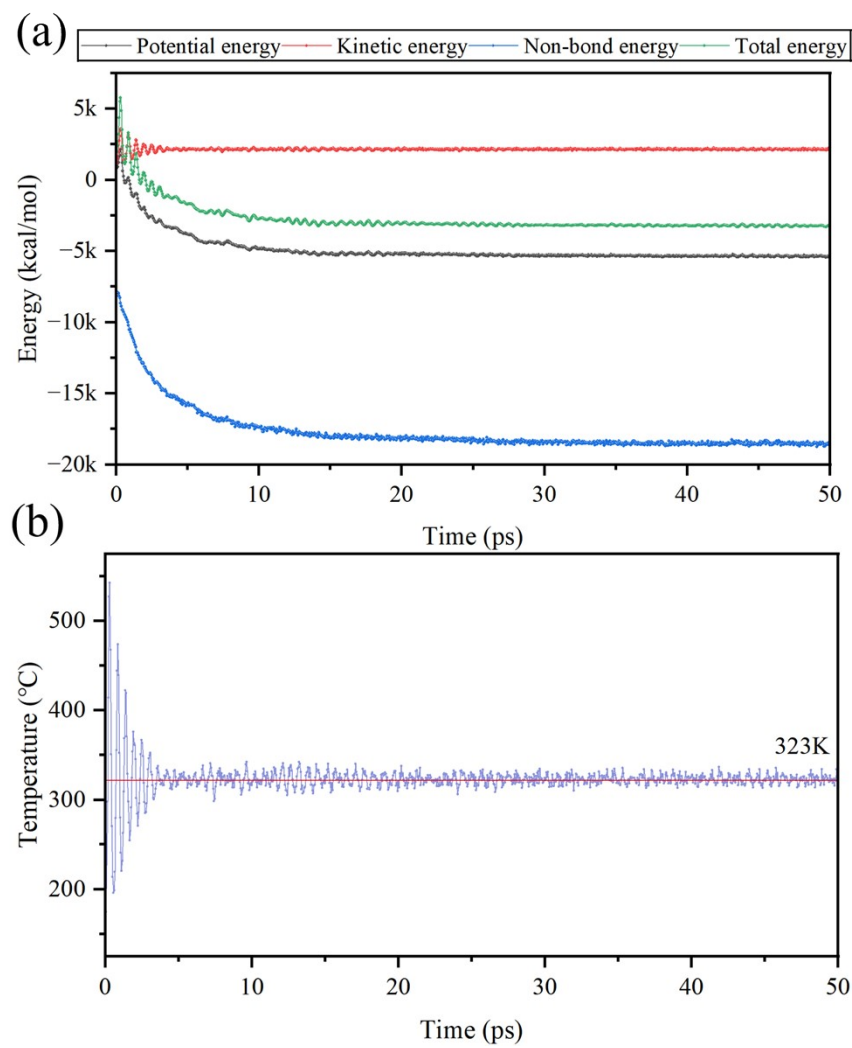 (a)
Potential energy Kinetic energy Non-bond energy Total energy
5k
0
−5k
−10k
−15k
−20k
Energy (kcal/mol)
0 10 20 30 40 50
Time (ps)
(b)
500
400
300
200
Temperature (℃)
323K
0 10 20 30 40 50
Time (ps)